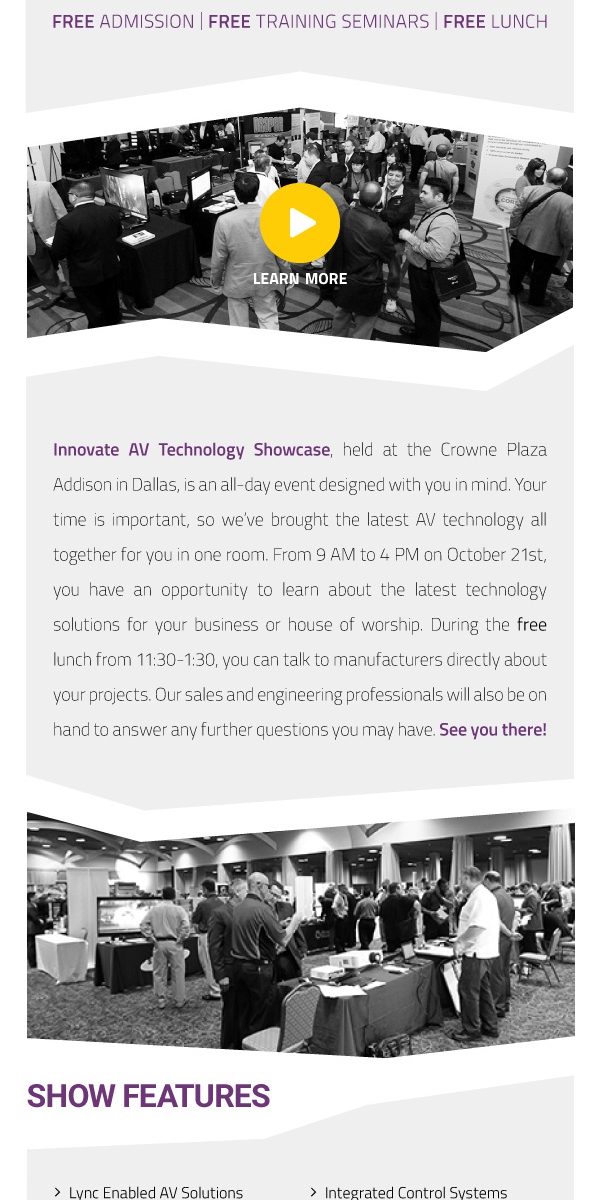 FREE ADMISSION | FREE TRAINING SEMINARS | FREE LUNCH
LEARN MORE
Innovate AV Technology Showcase, held at the Crowne Plaza
Addison in Dallas, is an all-day event designed with you in mind. Your
time is important, so we've brought the latest AV technology all
together for you in one room. From 9 AM to 4 PM on October 21st,
you have an opportunity to learn about the latest technology
solutions for your business or house of worship. During the free
lunch from 11:30-1:30, you can talk to manufacturers directly about
your projects. Our sales and engineering professionals will also be on
hand to answer any further questions you may have. See you there!
SHOW FEATURES
> Lync Enabled AV Solutions
> Integrated Control Systems